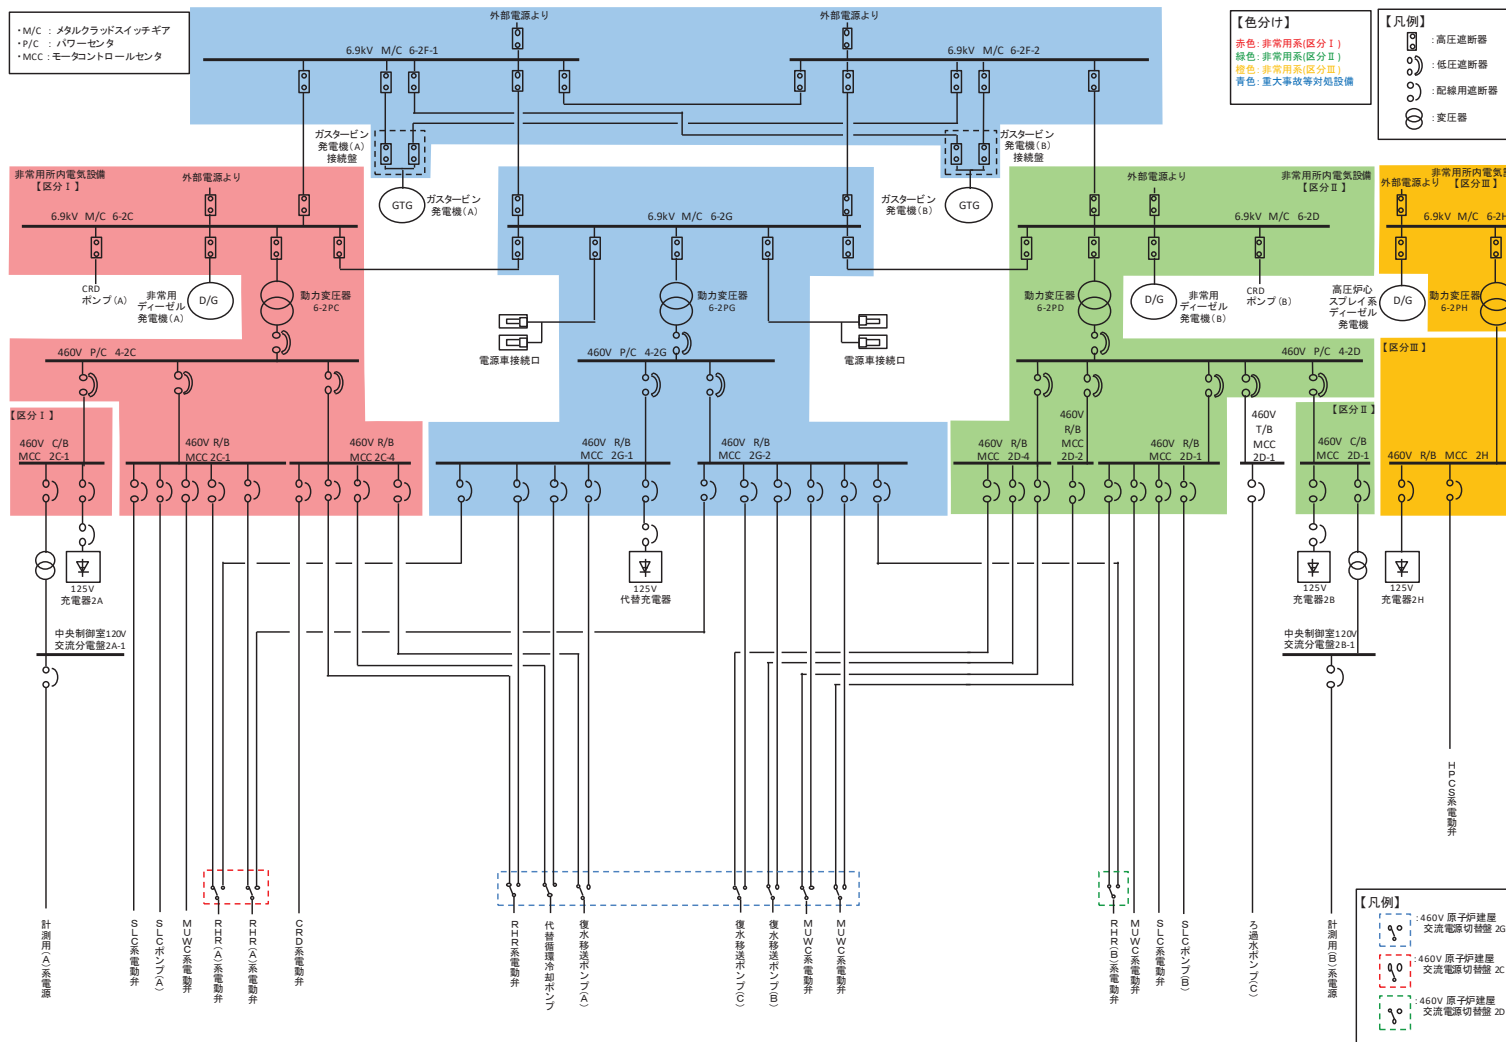 ・M/C ： メタルクラッドスイッチギア
・P/C ： パワーセンタ
・MCC ： モータコントロールセンタ
外部電源より
外部電源より
6.9kV M/C 6-2F-1
6.9kV M/C 6-2F-2
【色分け】
赤色：非常用系(区分Ⅰ)
緑色：非常用系(区分Ⅱ)
橙色：非常用系(区分Ⅲ)
青色：重大事故等対処設備
【凡例】
：高圧遮断器
：低圧遮断器
：配線用遮断器
：変圧器
ガスタービン
発電機(A)
接続盤
ガスタービン
発電機(B)
接続盤
GTG
ガスタービン
発電機(A)
ガスタービン
発電機(B)
GTG
非常用所内電気設備
【区分Ⅰ】
外部電源より
6.9kV M/C 6-2C
6.9kV M/C 6-2G
外部電源より
非常用所内電気設備
【区分Ⅱ】
6.9kV M/C 6-2D
非常用所内電気設
外部電源より
【区分Ⅲ】
6.9kV M/C 6-2H
CRD
ポンプ(A)
非常用
ディーゼル
発電機(A)
D/G
動力変圧器
6-2PC
動力変圧器
6-2PG
動力変圧器
6-2PD
D/G
非常用
ディーゼル
発電機(B)
CRD
ポンプ(B)
高圧炉心
スプレイ系
ディーゼル
発電機
D/G
動力変圧器
6-2PH
電源車接続口
電源車接続口
460V P/C 4-2C
460V P/C 4-2G
460V P/C 4-2D
【区分Ⅲ】
【区分Ⅰ】
【区分Ⅱ】
460V C/B
MCC 2C-1
460V R/B
MCC 2C-1
460V R/B
MCC 2C-4
460V R/B
MCC 2G-1
460V R/B
MCC 2G-2
460V R/B
MCC 2D-4
460V
R/B
MCC
2D-2
460V R/B
MCC 2D-1
460V
T/B
MCC
2D-1
460V C/B
MCC 2D-1
460V R/B MCC 2H
125V
充電器2A
125V
代替充電器
125V
充電器2B
125V
充電器2H
中央制御室120V
交流分電盤2A-1
中央制御室120V
交流分電盤2B-1
計測用(A)系電源
SLC系電動弁
SLCポンプ(A)
MUWC系電動弁
RHR(A)系電動弁
RHR(A)系電動弁
CRD系電動弁
RHR系電動弁
代替循環冷却ポンプ
復水移送ポンプ(A)
復水移送ポンプ(C)
復水移送ポンプ(B)
MUWC系電動弁
MUWC系電動弁
RHR(B)系電動弁
MUWC系電動弁
SLC系電動弁
SLCポンプ(B)
ろ過水ポンプ(C)
計測用(B)系電源
HPCS系電動弁
【凡例】
：460V 原子炉建屋
交流電源切替盤 2G
：460V 原子炉建屋
交流電源切替盤 2C
：460V 原子炉建屋
交流電源切替盤 2D